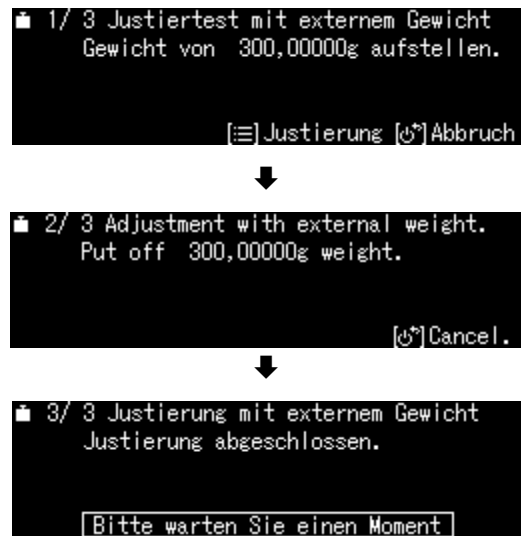 1/ 3 Justiertest mit externem Gewicht
Gewicht von 300,00000g aufstellen.
[≔] Justierung [⏻] Abbruch
2/ 3 Adjustment with external weight.
Put off 300,00000g weight.
[⏻] Cancel.
3/ 3 Justierung mit externem Gewicht
Justierung abgeschlossen.
Bitte warten Sie einen Moment